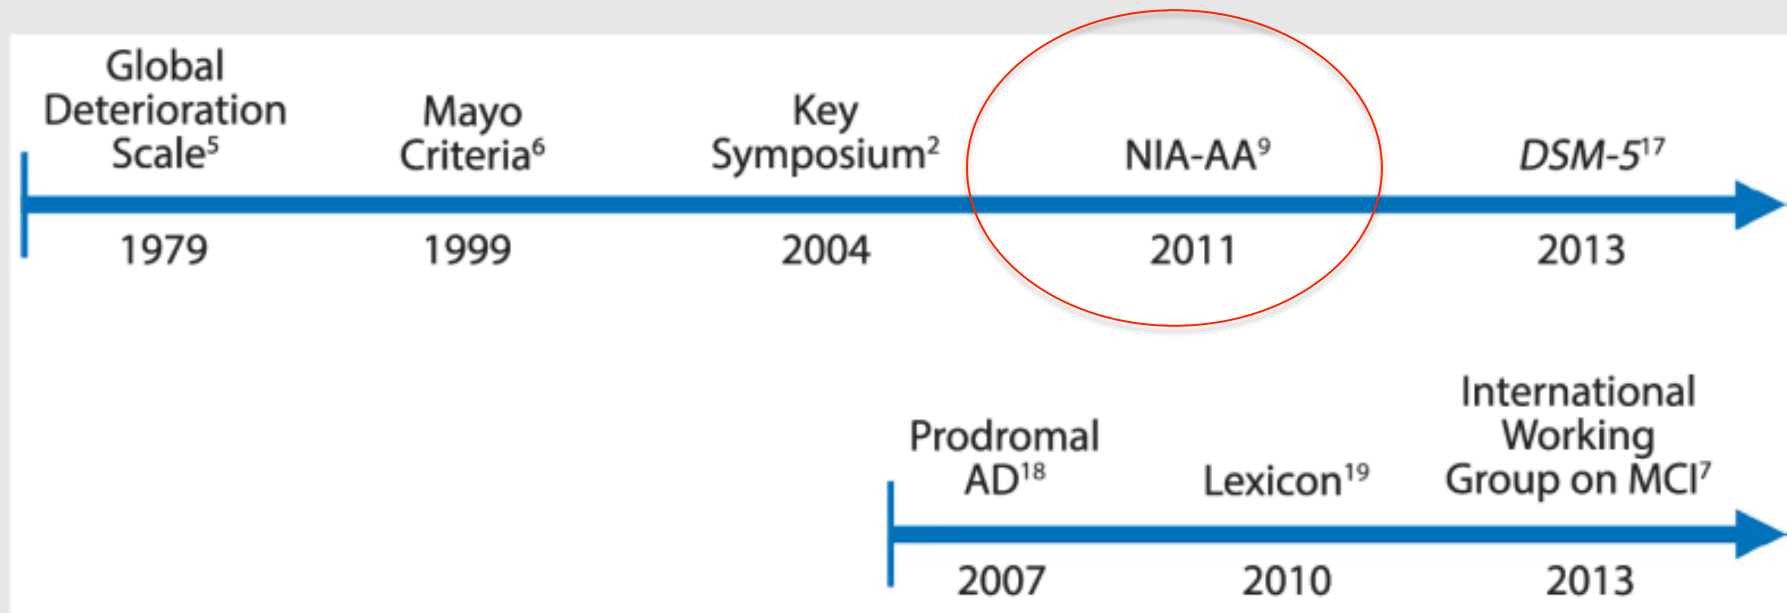 Global
Deterioration
Scale⁵
Mayo
Criteria⁶
Key
Symposium²
NIA-AA⁹
DSM-5¹⁷
1979
1999
2004
2011
2013
Prodromal
AD¹⁸
Lexicon¹⁹
International
Working
Group on MCI⁷
2007
2010
2013